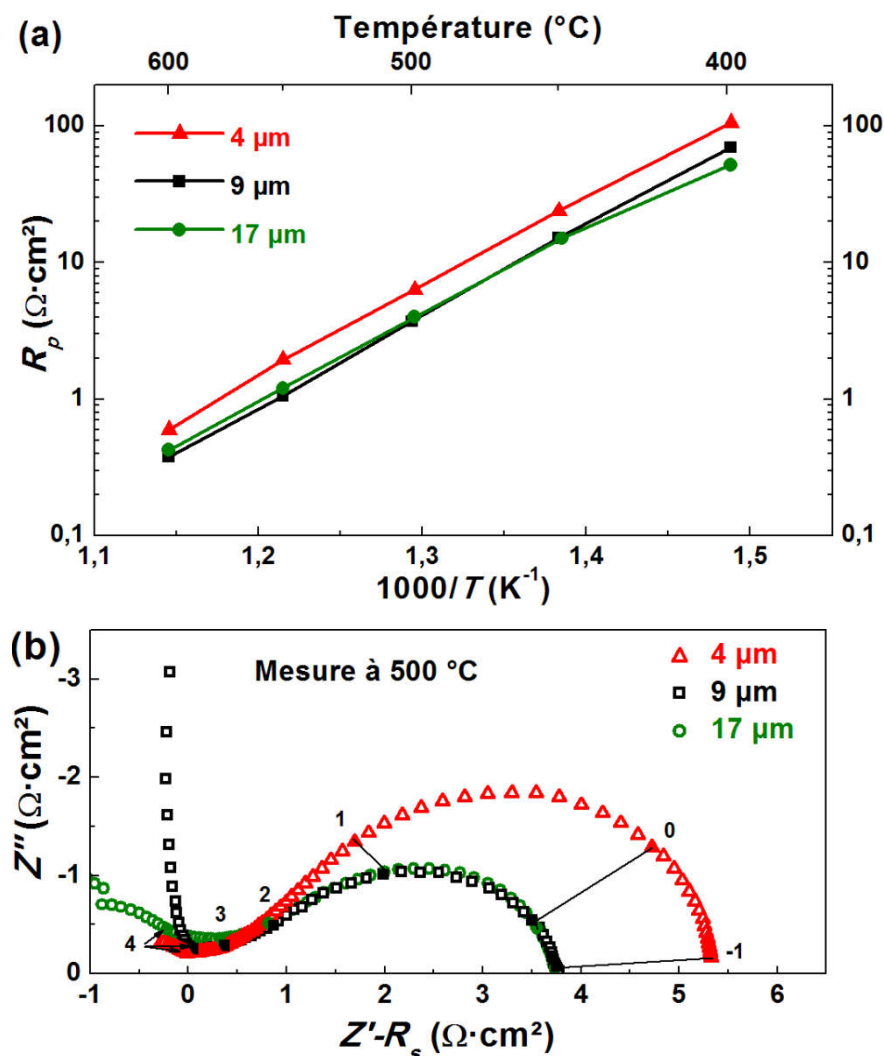 (a)
Température (°C)
600 500 400
4 µm
9 µm
17 µm
100 100
10 10
1 1
0,1 0,1
R_p (Ω·cm²)
1,1 1,2 1,3 1,4 1,5
1000/T (K⁻¹)
(b)
Mesure à 500 °C
4 µm
9 µm
17 µm
-3
-2
-1
0
Z'' (Ω·cm²)
1
0
2
3
4
-1
-1 0 1 2 3 4 5 6
Z'-R_s (Ω·cm²)